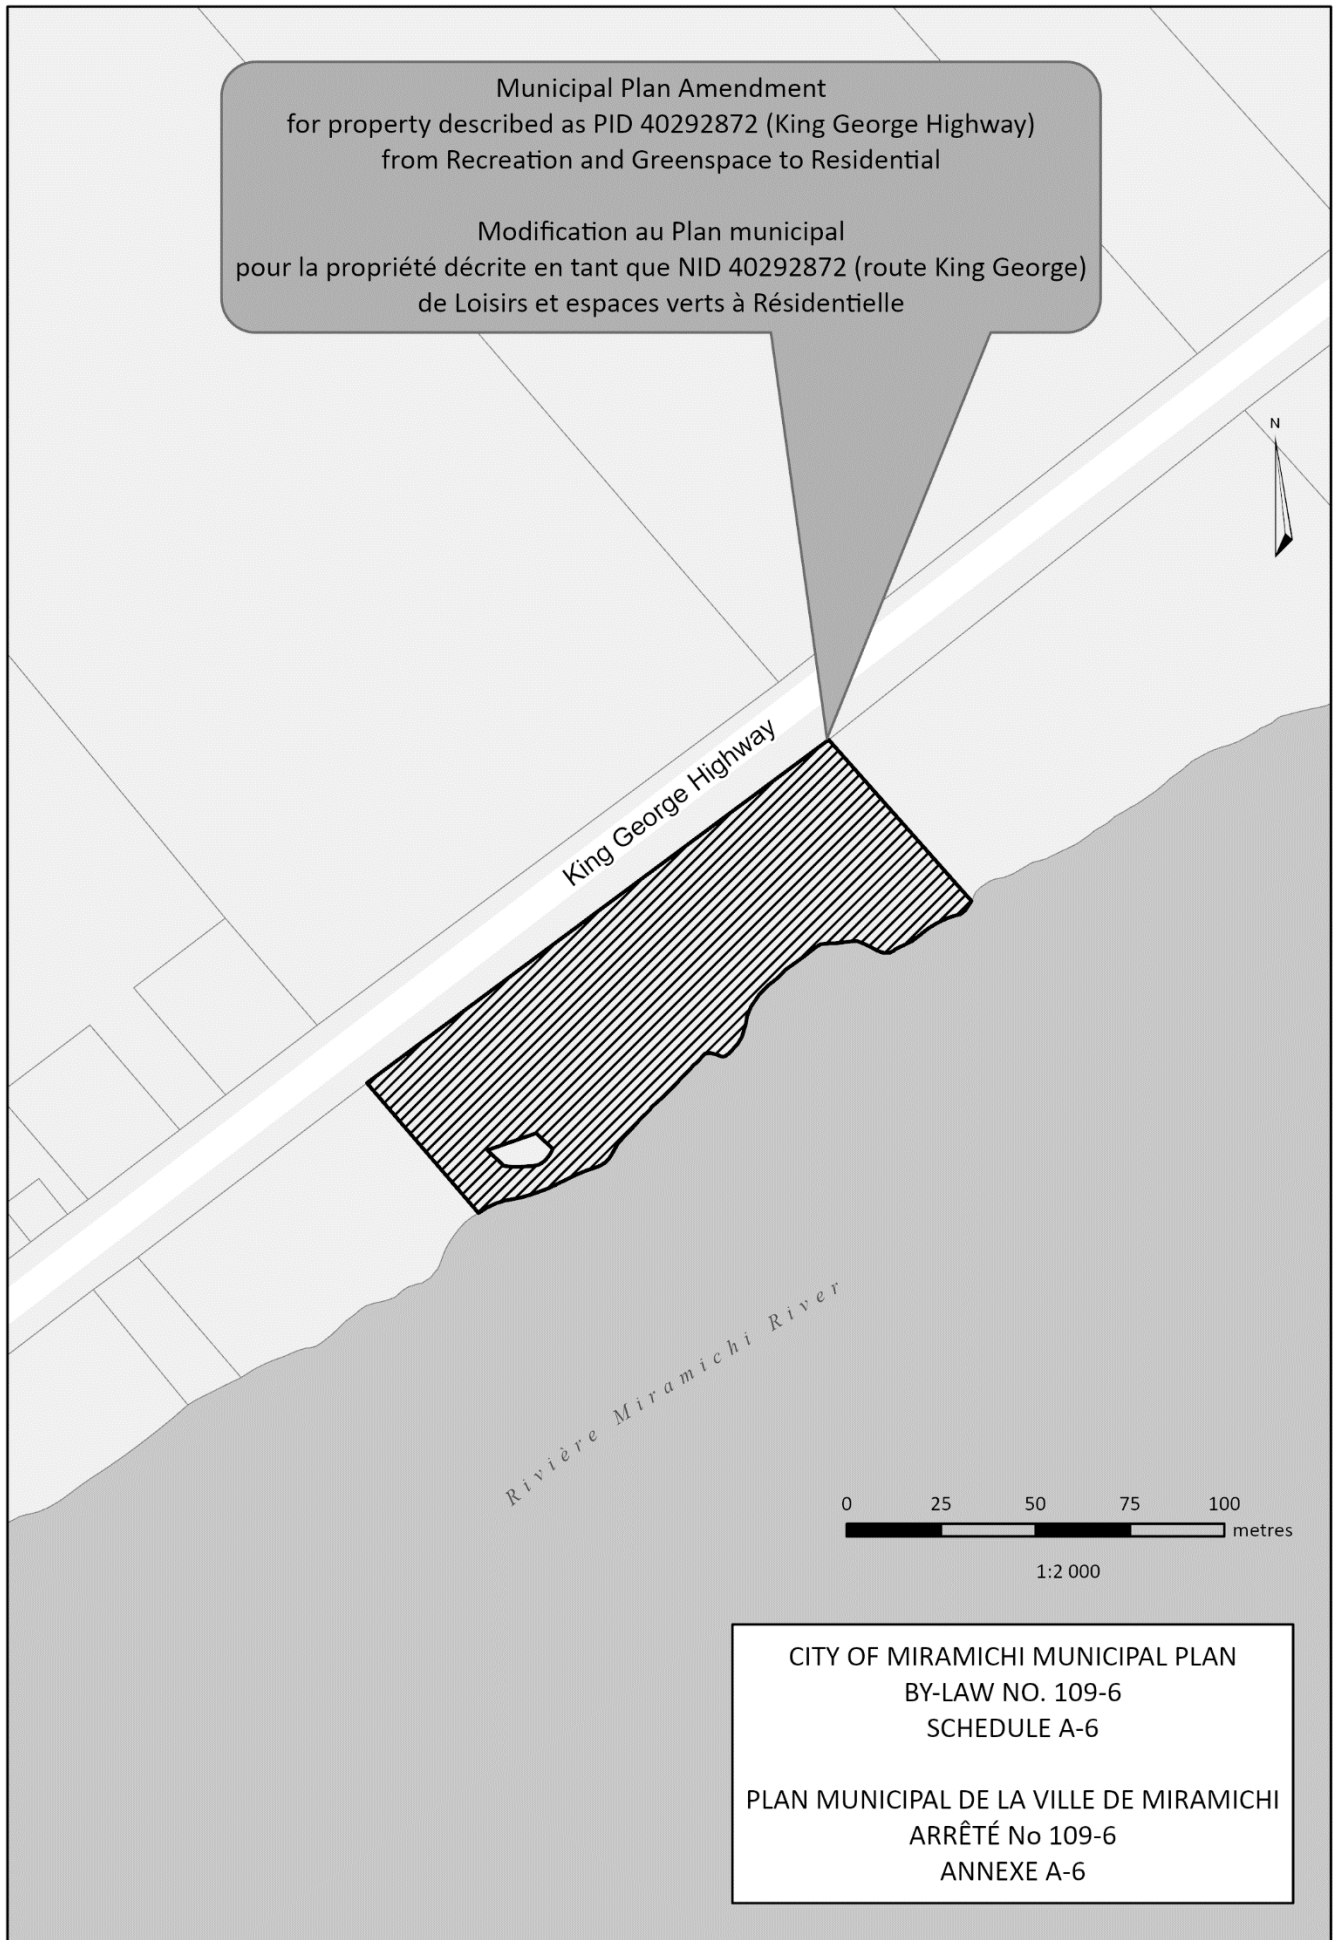 Municipal Plan Amendment
for property described as PID 40292872 (King George Highway)
from Recreation and Greenspace to Residential
Modification au Plan municipal
pour la propriété décrite en tant que NID 40292872 (route King George)
de Loisirs et espaces verts à Résidentielle
N
King George Highway
Rivière Miramichi River
0 25 50 75 100
metres
1:2 000
CITY OF MIRAMICHI MUNICIPAL PLAN
BY-LAW NO. 109-6
SCHEDULE A-6
PLAN MUNICIPAL DE LA VILLE DE MIRAMICHI
ARRÊTÉ No 109-6
ANNEXE A-6